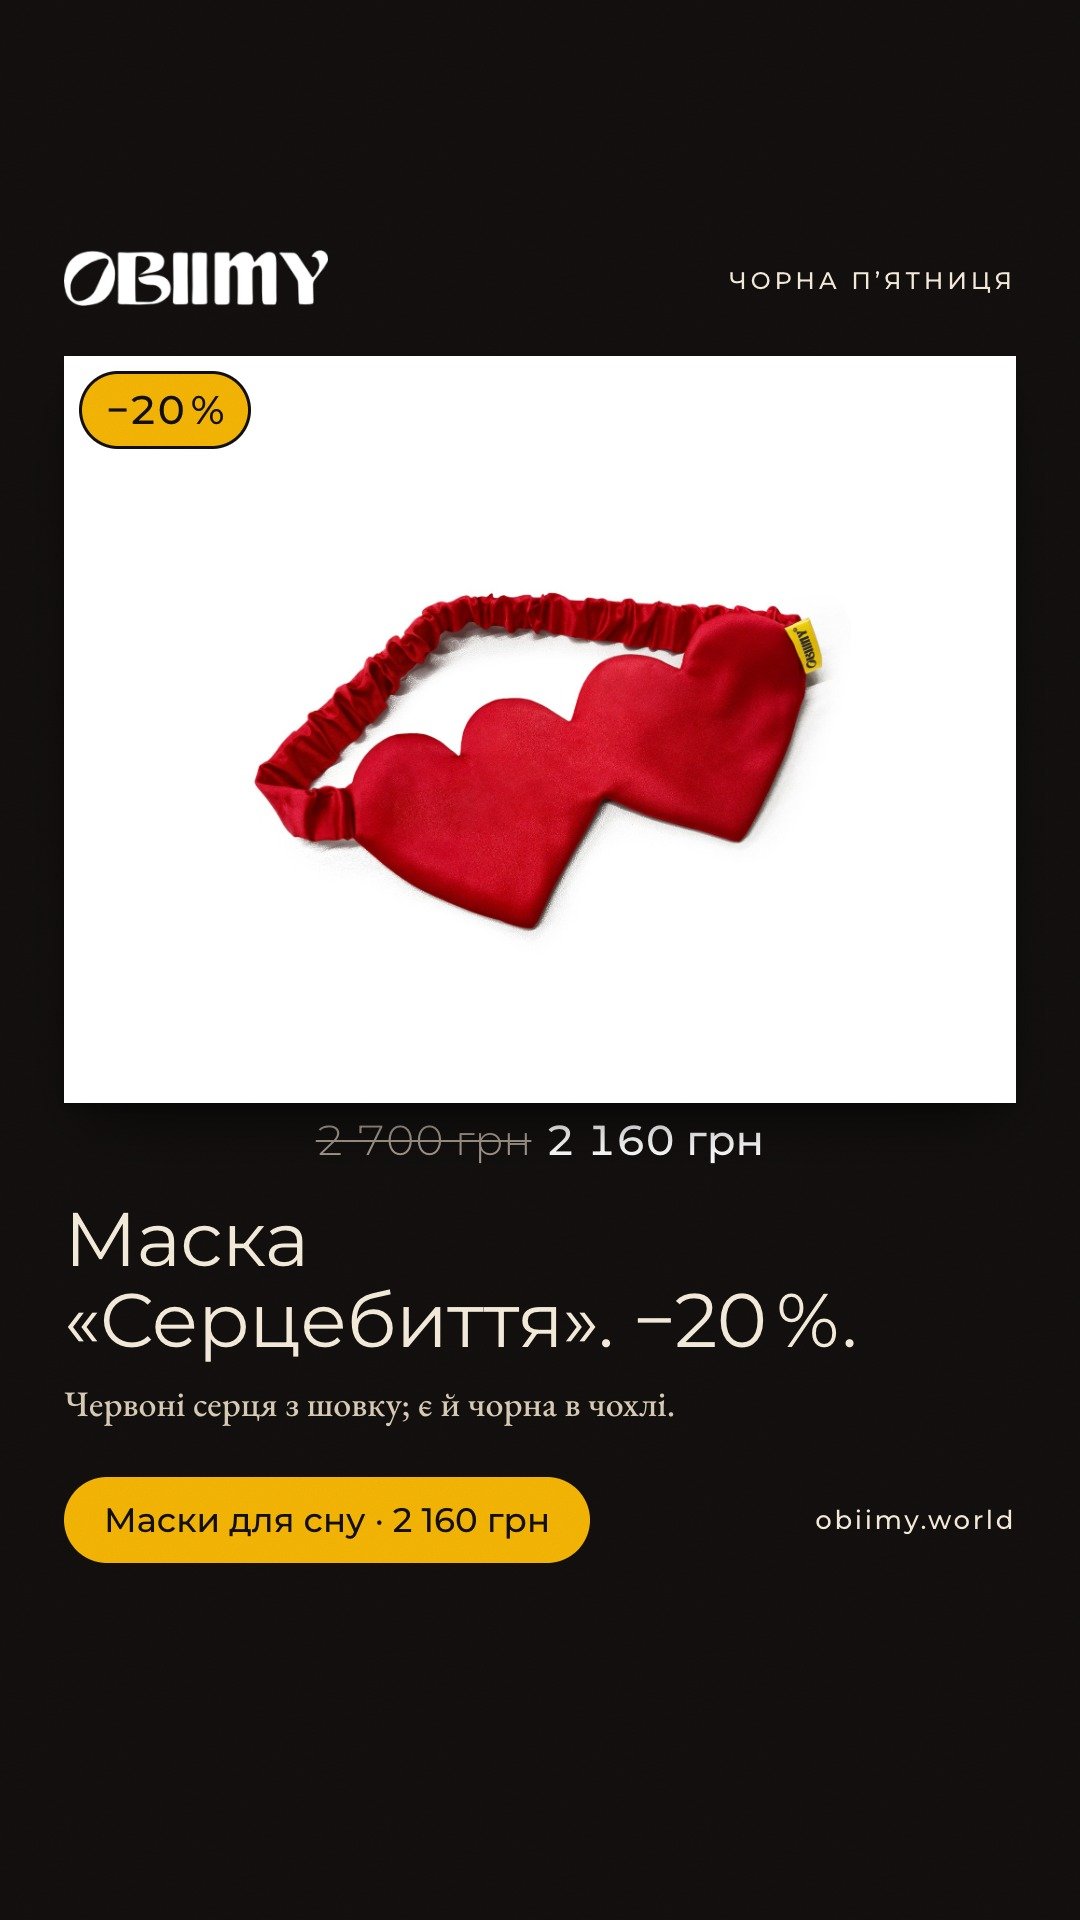 OBIIMY
ЧОРНА П’ЯТНИЦЯ
−20 %
OBIIMY
2 700 грн 2 160 грн
Маска
«Серцебиття». −20 %.
Червоні серця з шовку; є й чорна в чохлі.
Маски для сну · 2 160 грн
obiimy.world